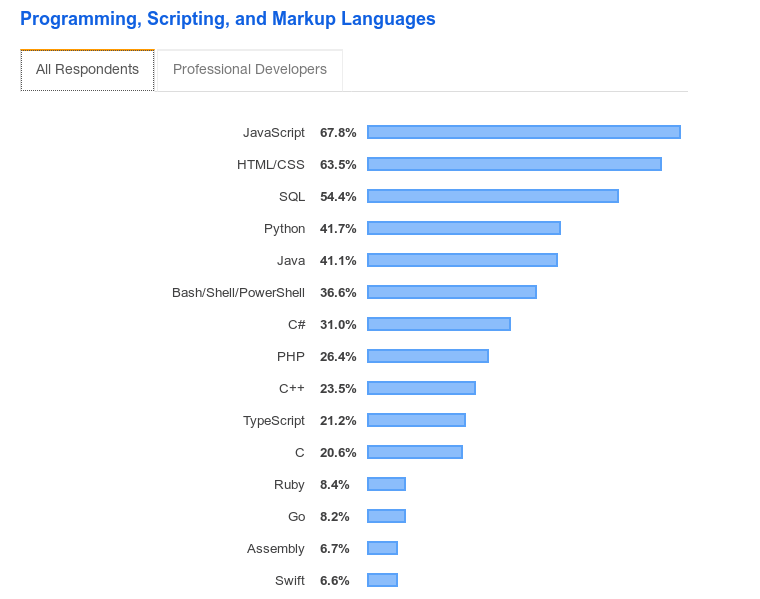 Programming, Scripting, and Markup Languages
All Respondents Professional Developers
JavaScript 67.8%
HTML/CSS 63.5%
SQL 54.4%
Python 41.7%
Java 41.1%
Bash/Shell/PowerShell 36.6%
C# 31.0%
PHP 26.4%
C++ 23.5%
TypeScript 21.2%
C 20.6%
Ruby 8.4%
Go 8.2%
Assembly 6.7%
Swift 6.6%